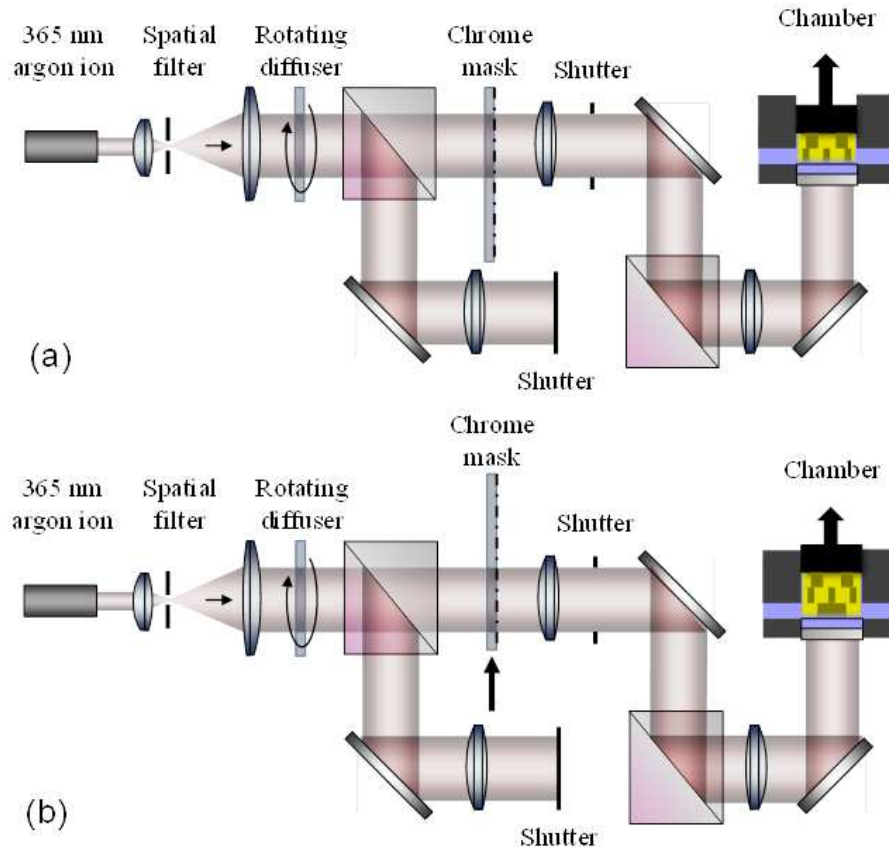 Chamber
365 nm
argon ion
Spatial
filter
Rotating
diffuser
Chrome
mask
Shutter
(a)
Shutter
Chrome
mask
365 nm
argon ion
Spatial
filter
Rotating
diffuser
Shutter
Chamber
(b)
Shutter